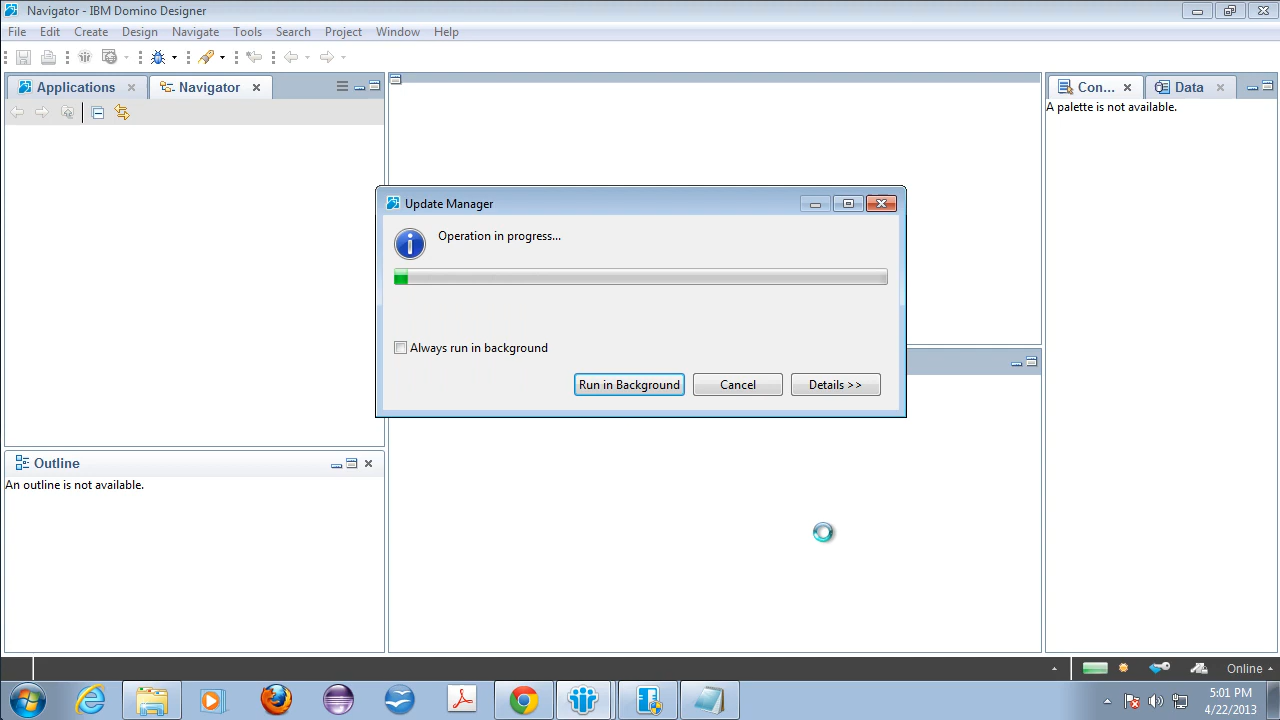 Navigator - IBM Domino Designer
File Edit Create Design Navigate Tools Search Project Window Help
Applications Navigator Con... Data
A palette is not available.
Update Manager
Operation in progress...
Always run in background
Run in Background Cancel Details >>
Outline
An outline is not available.
Online
5:01 PM
4/22/2013